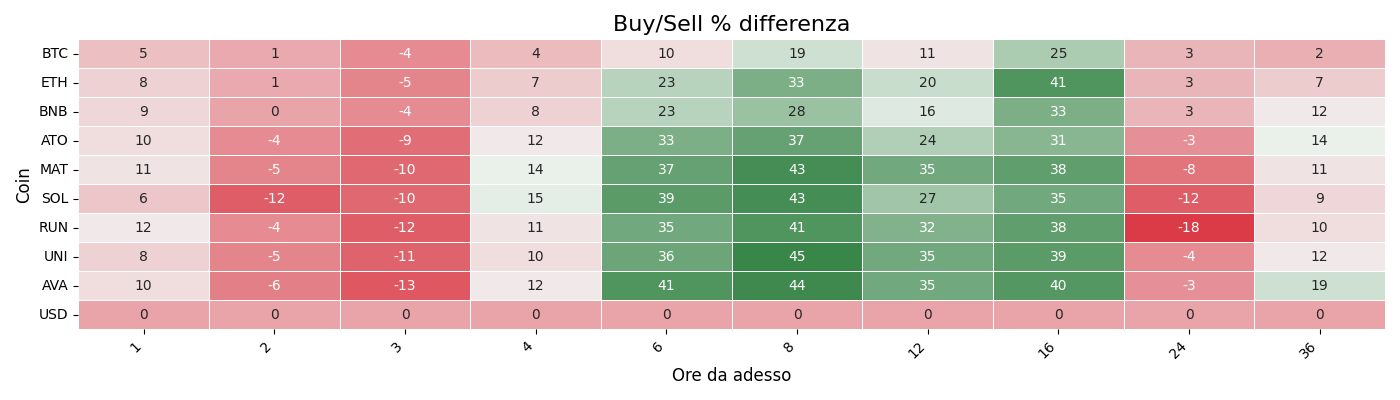 Buy/Sell % differenza
Coin
BTC 5 1 -4 4 10 19 11 25 3 2
ETH 8 1 -5 7 23 33 20 41 3 7
BNB 9 0 -4 8 23 28 16 33 3 12
ATO 10 -4 -9 12 33 37 24 31 -3 14
MAT 11 -5 -10 14 37 43 35 38 -8 11
SOL 6 -12 -10 15 39 43 27 35 -12 9
RUN 12 -4 -12 11 35 41 32 38 -18 10
UNI 8 -5 -11 10 36 45 35 39 -4 12
AVA 10 -6 -13 12 41 44 35 40 -3 19
USD 0 0 0 0 0 0 0 0 0 0
1 2 3 4 6 8 12 16 24 36
Ore da adesso